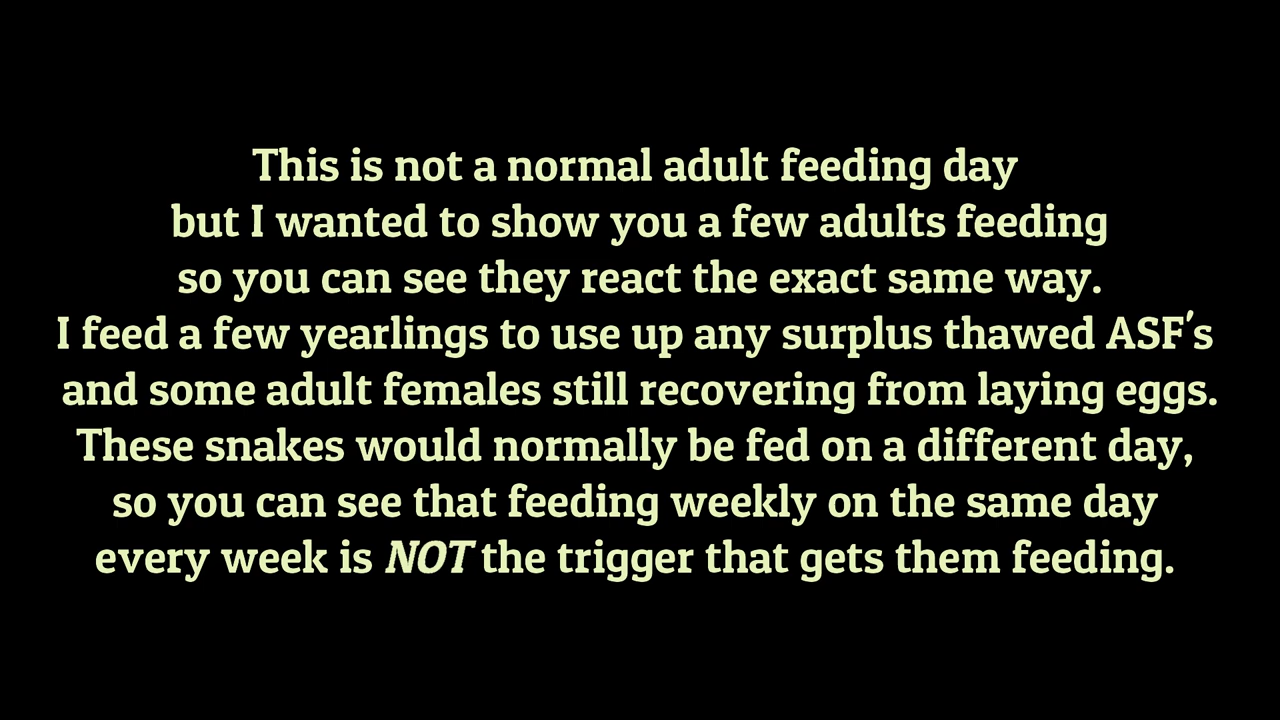 This is not a normal adult feeding day
but I wanted to show you a few adults feeding
so you can see they react the exact same way.
I feed a few yearlings to use up any surplus thawed ASF's
and some adult females still recovering from laying eggs.
These snakes would normally be fed on a different day,
so you can see that feeding weekly on the same day
every week is NOT the trigger that gets them feeding.